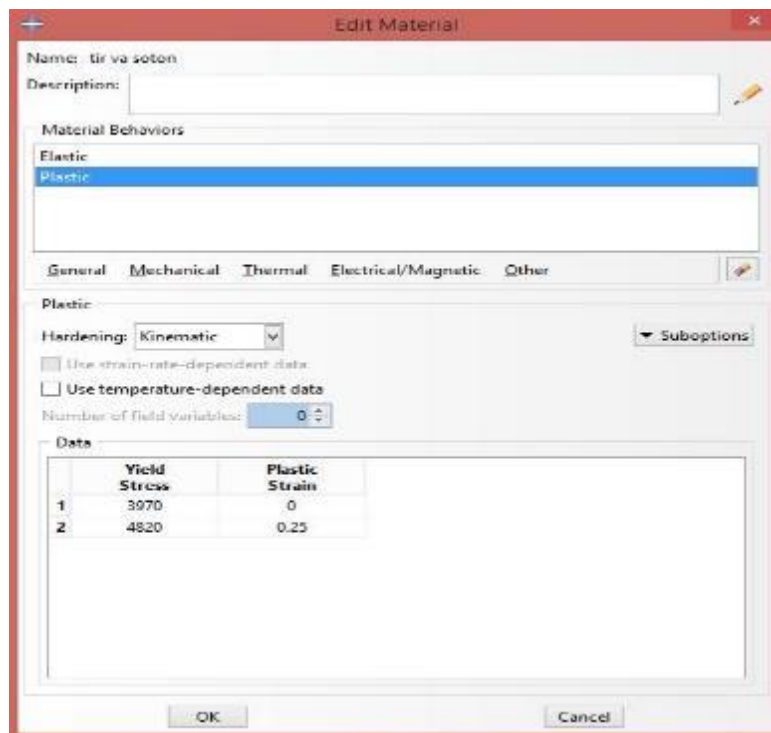 Edit Material
Name: tir va soton
Description:
Material Behaviors
Elastic
Plastic
General Mechanical Thermal Electrical/Magnetic Other
Plastic
Hardening: Kinematic
Suboptions
Use strain-rate-dependent data
Use temperature-dependent data
Number of field variables: 0
Data
Yield Stress Plastic Strain
1 3970 0
2 4820 0.25
OK Cancel